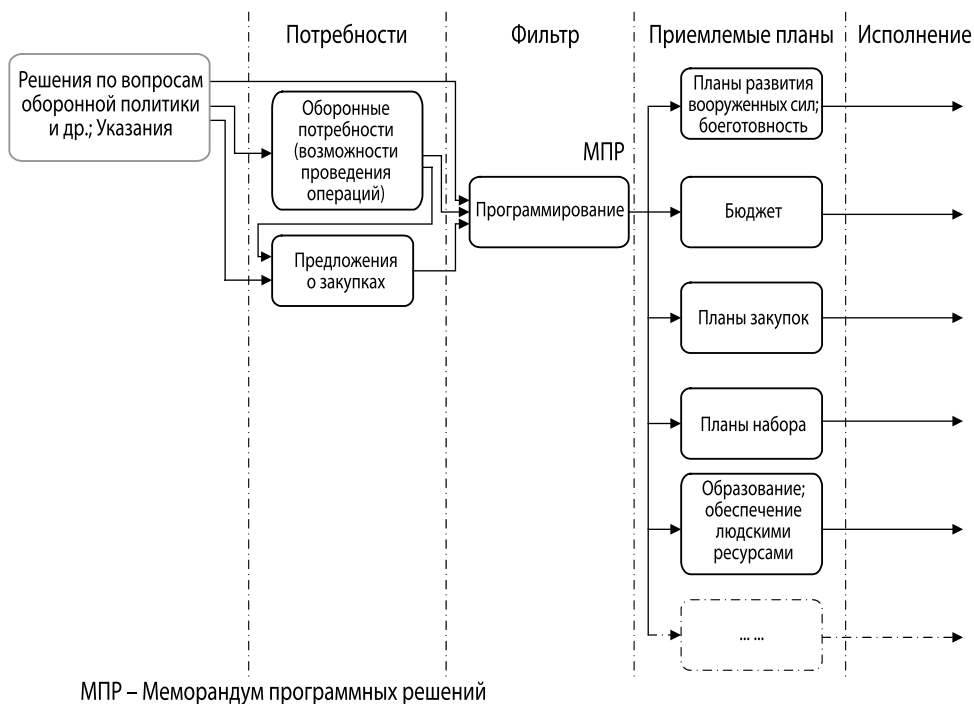 Потребности
Фильтр
Приемлемые планы
Исполнение
Решения по вопросам
оборонной политики
и др.; Указания
Оборонные
потребности
(возможности
проведения
операций)
Предложения
о закупках
МПР
Программирование
Планы развития
вооруженных сил;
боеготовность
Бюджет
Планы закупок
Планы набора
Образование;
обеспечение
людскими
ресурсами
... ...
МПР – Меморандум программных решений